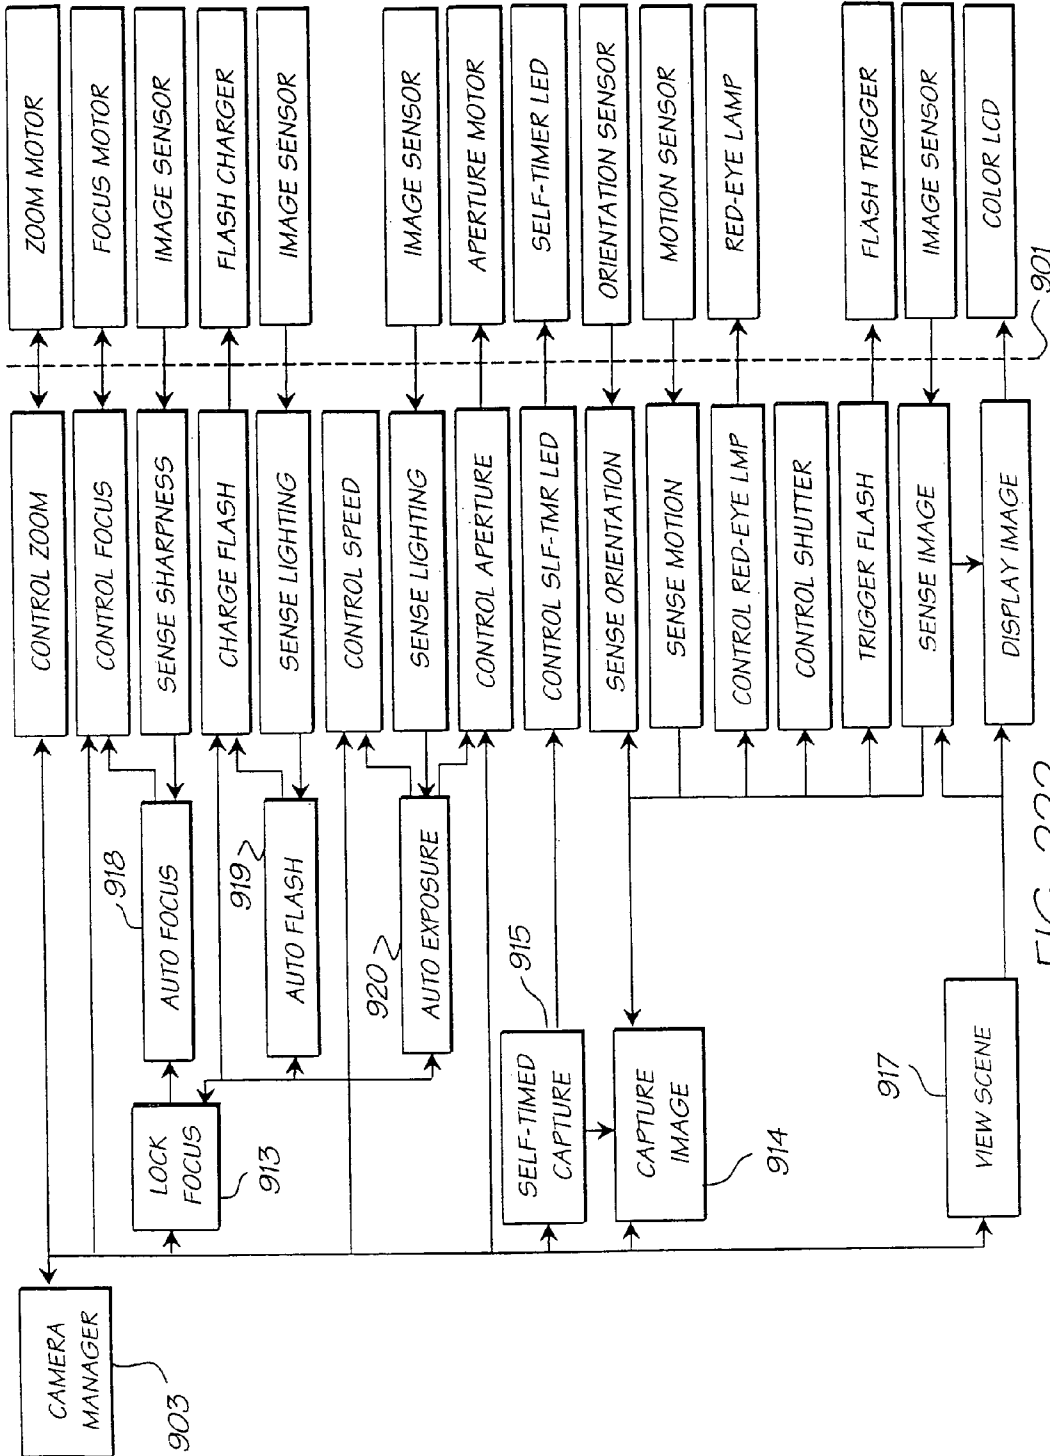 CAMERA
MANAGER
903
LOCK
FOCUS
913
SELF-TIMED
CAPTURE
915
CAPTURE
IMAGE
914
VIEW SCENE
917
AUTO FOCUS
918
AUTO FLASH
919
AUTO EXPOSURE
920
CONTROL ZOOM
CONTROL FOCUS
SENSE SHARPNESS
CHARGE FLASH
SENSE LIGHTING
CONTROL SPEED
SENSE LIGHTING
CONTROL APERTURE
CONTROL SLF-TMR LED
SENSE ORIENTATION
SENSE MOTION
CONTROL RED-EYE LMP
CONTROL SHUTTER
TRIGGER FLASH
SENSE IMAGE
DISPLAY IMAGE
ZOOM MOTOR
FOCUS MOTOR
IMAGE SENSOR
FLASH CHARGER
IMAGE SENSOR
IMAGE SENSOR
APERTURE MOTOR
SELF-TIMER LED
ORIENTATION SENSOR
MOTION SENSOR
RED-EYE LAMP
FLASH TRIGGER
IMAGE SENSOR
COLOR LCD
901
FIG.